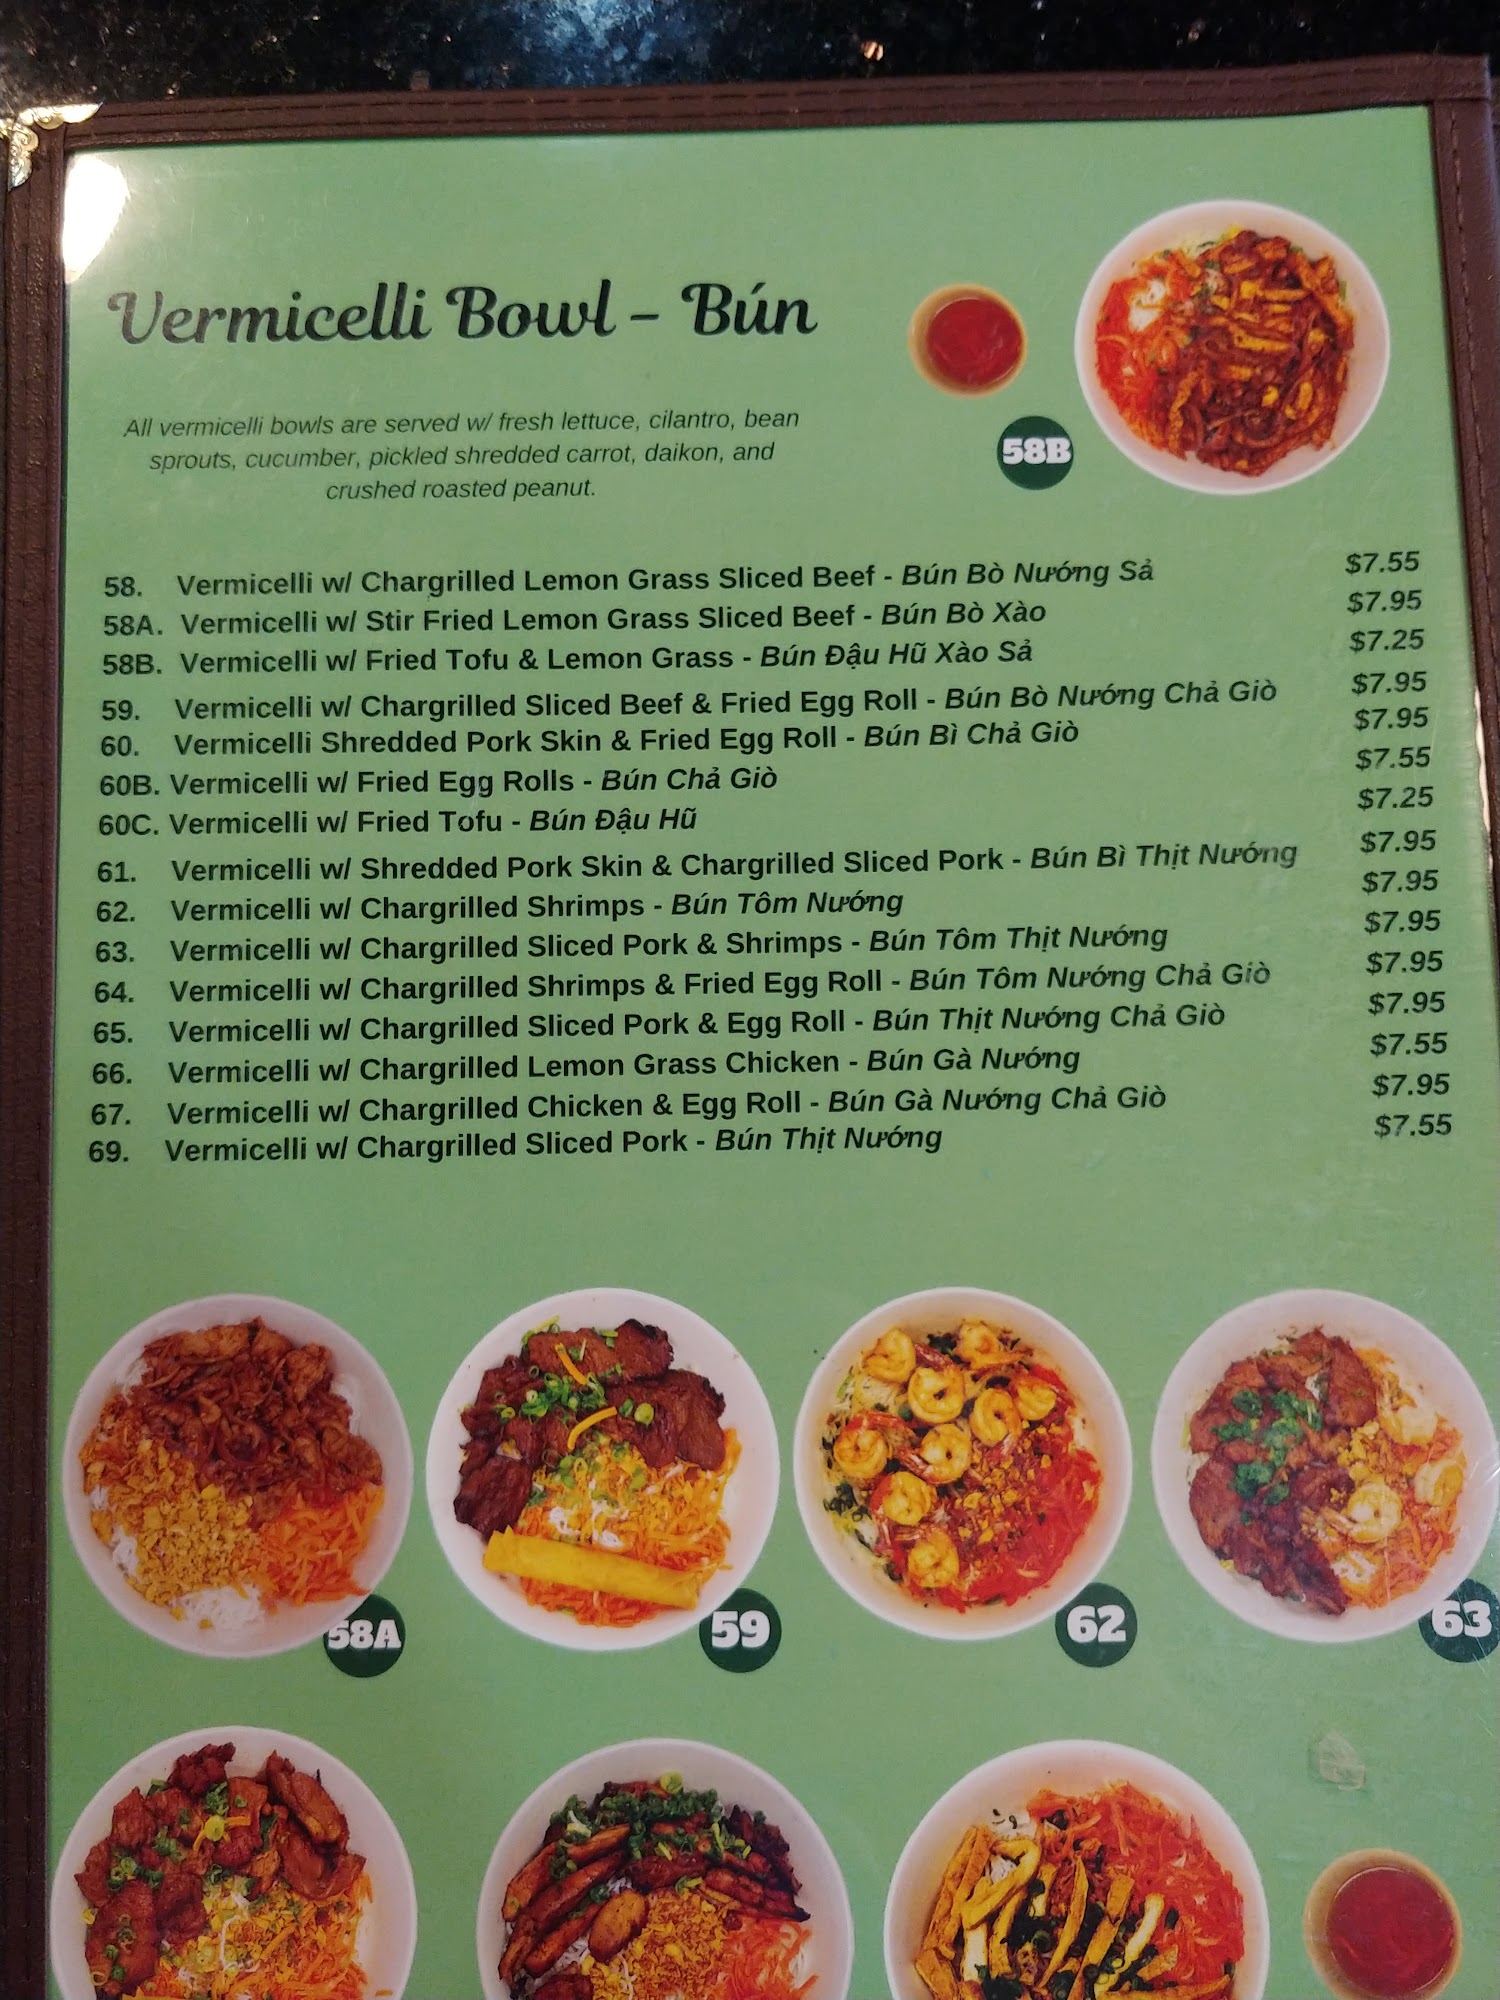 Vermicelli Bowl - Bún
All vermicelli bowls are served w/ fresh lettuce, cilantro, bean
sprouts, cucumber, pickled shredded carrot, daikon, and
crushed roasted peanut.
58B
58. Vermicelli w/ Chargrilled Lemon Grass Sliced Beef - Bún Bò Nướng Sả $7.55
58A. Vermicelli w/ Stir Fried Lemon Grass Sliced Beef - Bún Bò Xào $7.95
58B. Vermicelli w/ Fried Tofu & Lemon Grass - Bún Đậu Hũ Xào Sả $7.25
59. Vermicelli w/ Chargrilled Sliced Beef & Fried Egg Roll - Bún Bò Nướng Chả Giò $7.95
60. Vermicelli Shredded Pork Skin & Fried Egg Roll - Bún Bì Chả Giò $7.95
60B. Vermicelli w/ Fried Egg Rolls - Bún Chả Giò $7.55
60C. Vermicelli w/ Fried Tofu - Bún Đậu Hũ $7.25
61. Vermicelli w/ Shredded Pork Skin & Chargrilled Sliced Pork - Bún Bì Thịt Nướng $7.95
62. Vermicelli w/ Chargrilled Shrimps - Bún Tôm Nướng $7.95
63. Vermicelli w/ Chargrilled Sliced Pork & Shrimps - Bún Tôm Thịt Nướng $7.95
64. Vermicelli w/ Chargrilled Shrimps & Fried Egg Roll - Bún Tôm Nướng Chả Giò $7.95
65. Vermicelli w/ Chargrilled Sliced Pork & Egg Roll - Bún Thịt Nướng Chả Giò $7.95
66. Vermicelli w/ Chargrilled Lemon Grass Chicken - Bún Gà Nướng $7.55
67. Vermicelli w/ Chargrilled Chicken & Egg Roll - Bún Gà Nướng Chả Giò $7.95
69. Vermicelli w/ Chargrilled Sliced Pork - Bún Thịt Nướng $7.55
58A
59
62
63